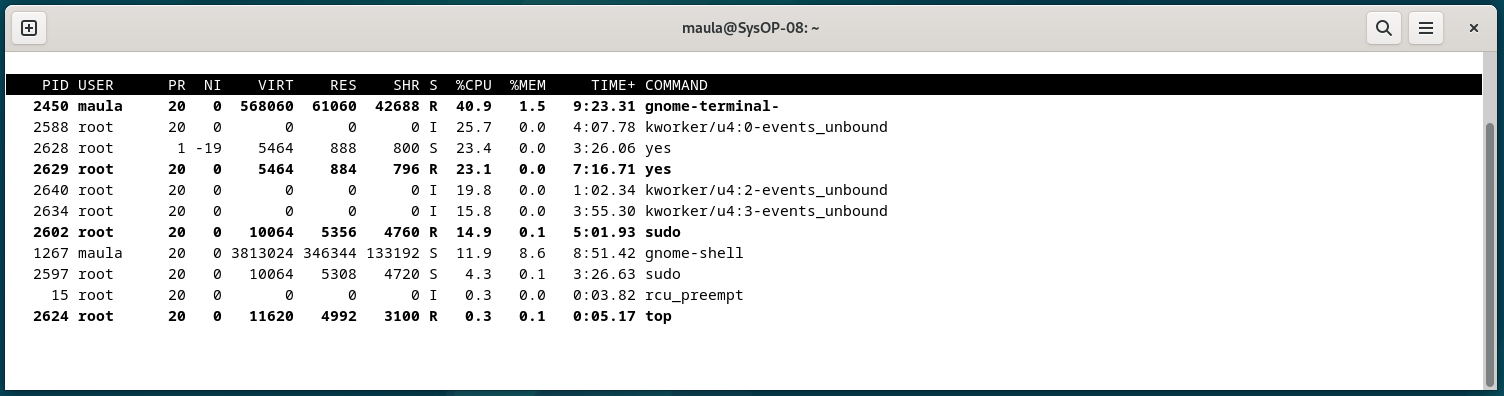 maula@SysOP-08: ~
PID USER PR NI VIRT RES SHR S %CPU %MEM TIME+ COMMAND
2450 maula 20 0 568060 61060 42688 R 40.9 1.5 9:23.31 gnome-terminal-
2588 root 20 0 0 0 0 I 25.7 0.0 4:07.78 kworker/u4:0-events_unbound
2628 root 1 -19 5464 888 800 S 23.4 0.0 3:26.06 yes
2629 root 20 0 5464 884 796 R 23.1 0.0 7:16.71 yes
2640 root 20 0 0 0 0 I 19.8 0.0 1:02.34 kworker/u4:2-events_unbound
2634 root 20 0 0 0 0 I 15.8 0.0 3:55.30 kworker/u4:3-events_unbound
2602 root 20 0 10064 5356 4760 R 14.9 0.1 5:01.93 sudo
1267 maula 20 0 3813024 346344 133192 S 11.9 8.6 8:51.42 gnome-shell
2597 root 20 0 10064 5308 4720 S 4.3 0.1 3:26.63 sudo
15 root 20 0 0 0 0 I 0.3 0.0 0:03.82 rcu_preempt
2624 root 20 0 11620 4992 3100 R 0.3 0.1 0:05.17 top